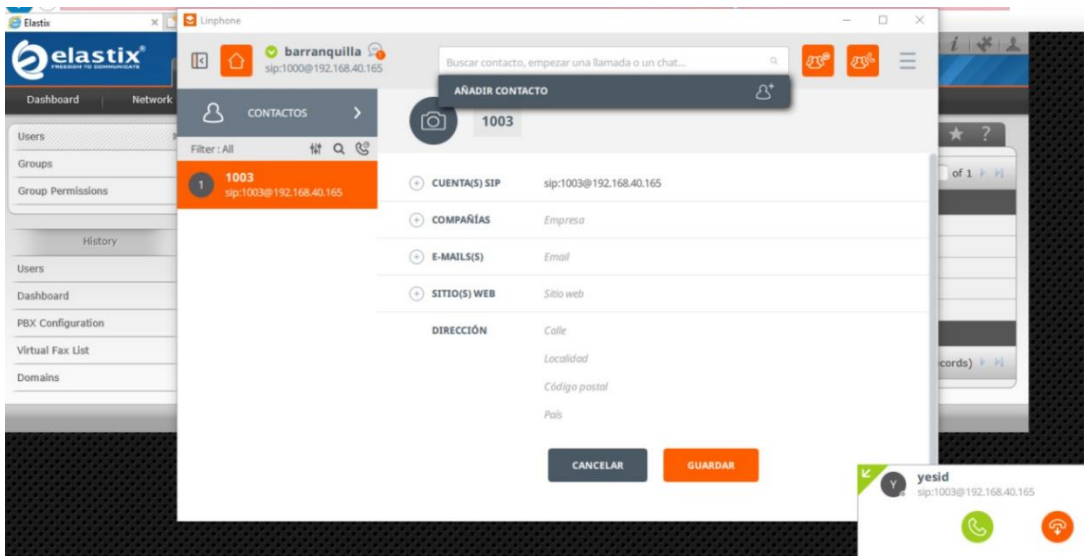 Elastix
Linphone
elastix®
FREEDOM TO COMMUNICATE
barranquilla
sip:1000@192.168.40.165
Buscar contacto, empezar una llamada o un chat...
AÑADIR CONTACTO
Dashboard
Network
Users
Groups
Group Permissions
History
Users
Dashboard
PBX Configuration
Virtual Fax List
Domains
CONTACTOS
Filter : All
1
1003
sip:1003@192.168.40.165
1003
CUENTA(S) SIP
sip:1003@192.168.40.165
COMPAÑÍAS
Empresa
E-MAILS(S)
Email
SITIO(S) WEB
Sitio web
DIRECCIÓN
Calle
Localidad
Código postal
País
CANCELAR
GUARDAR
of 1
cords)
Y
yesid
sip:1003@192.168.40.165